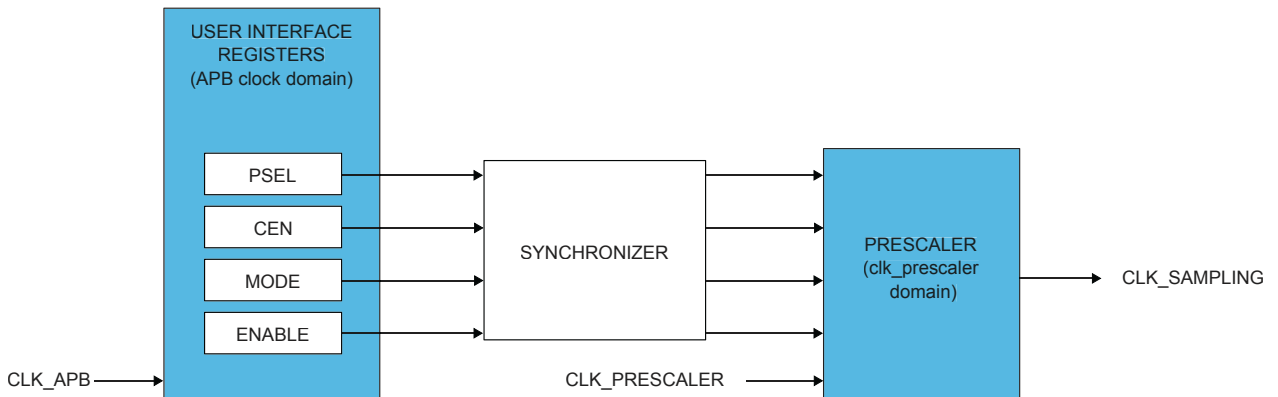 USER INTERFACE
REGISTERS
(APB clock domain)
PSEL
CEN
MODE
ENABLE
CLK_APB
SYNCHRONIZER
CLK_PRESCALER
PRESCALER
(clk_prescaler
domain)
CLK_SAMPLING